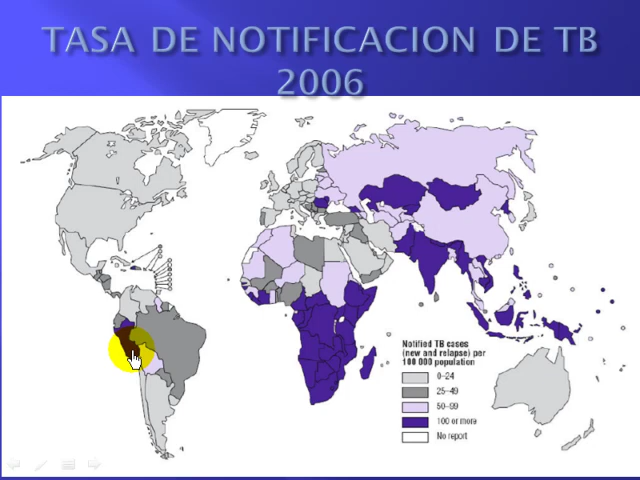 TASA DE NOTIFICACION DE TB
2006
Notified TB cases
(new and relapse) per
100 000 population
0–24
25–49
50–99
100 or more
No report